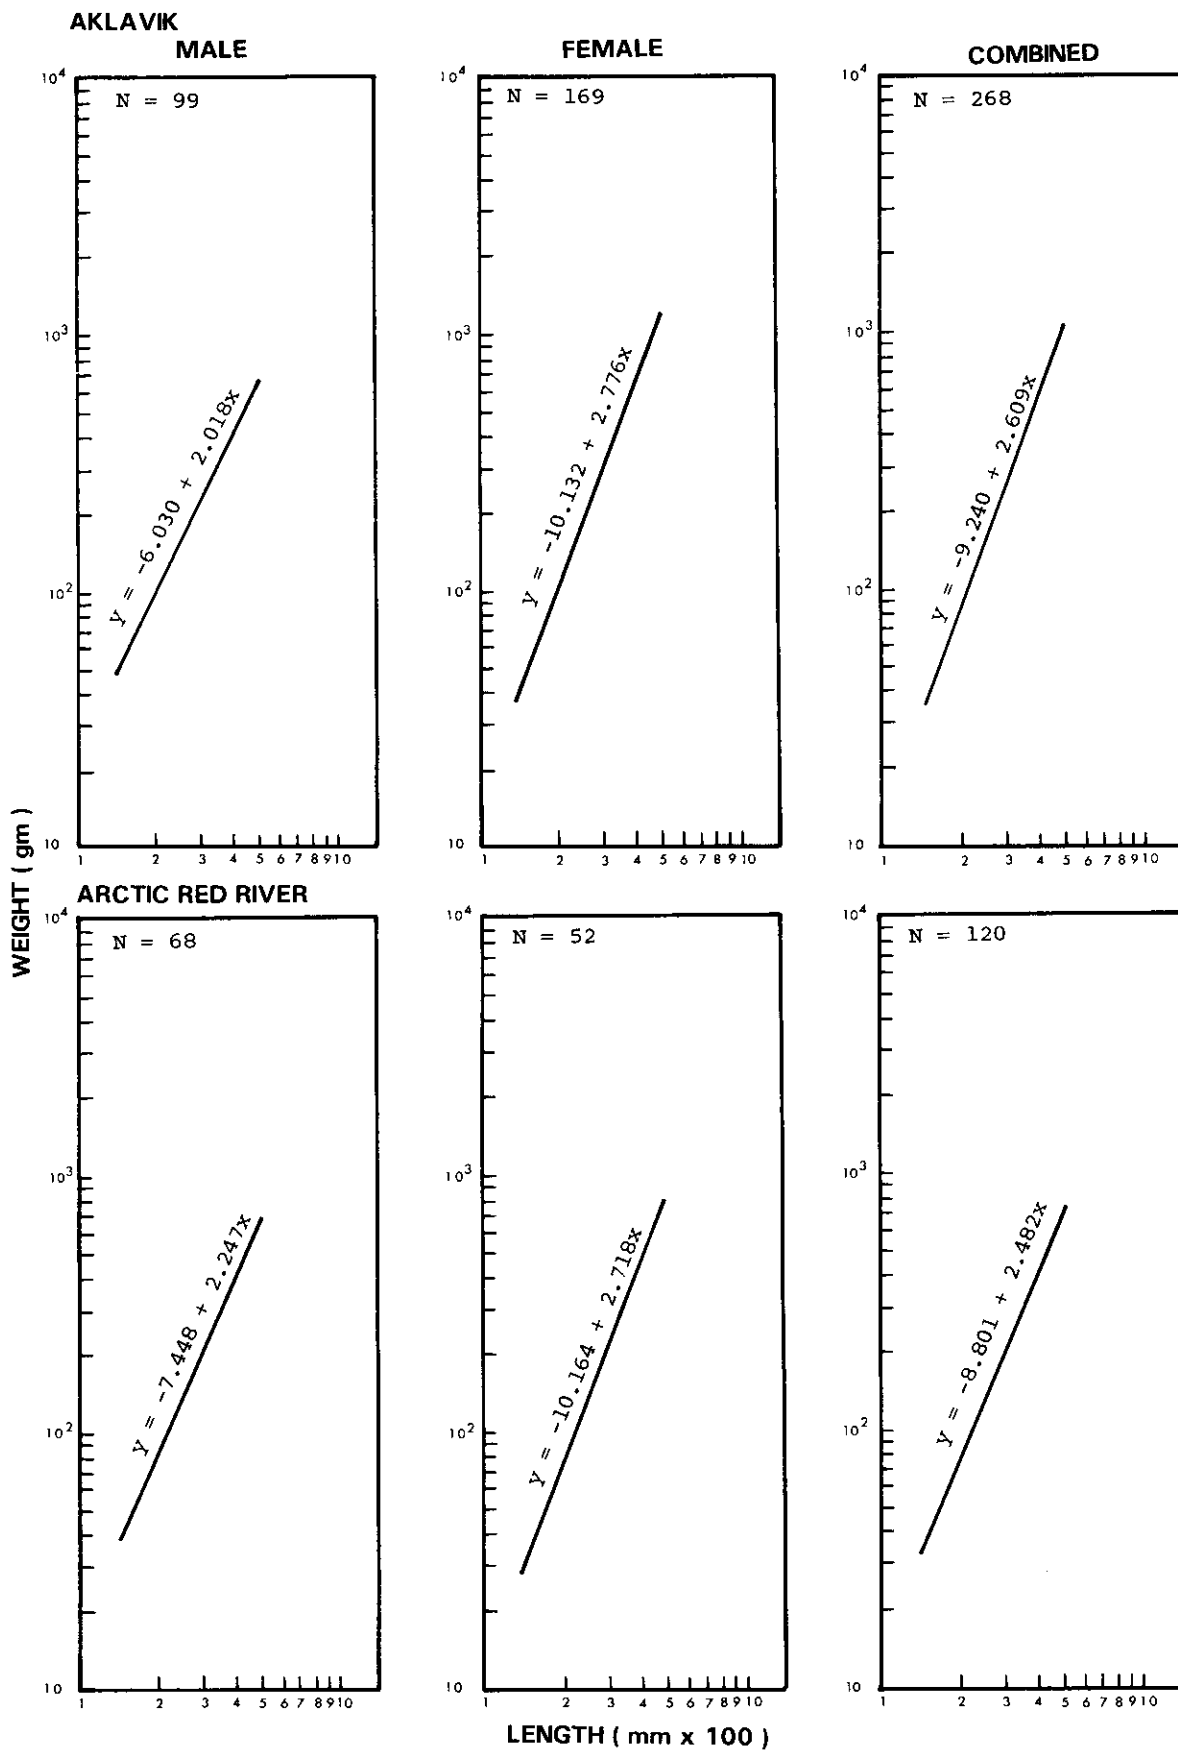 AKLAVIK
MALE
FEMALE
COMBINED
10⁴
N = 99
10³
10²
10
y = -6.030 + 2.018x
1 2 3 4 5 6 7 8 9 10
10⁴
N = 169
10³
10²
10
y = -10.132 + 2.776x
1 2 3 4 5 6 7 8 9 10
10⁴
N = 268
10³
10²
10
y = -9.240 + 2.609x
1 2 3 4 5 6 7 8 9 10
WEIGHT ( gm )
ARCTIC RED RIVER
10⁴
N = 68
10³
10²
10
y = -7.448 + 2.247x
1 2 3 4 5 6 7 8 9 10
10⁴
N = 52
10³
10²
10
y = -10.164 + 2.718x
1 2 3 4 5 6 7 8 9 10
10⁴
N = 120
10³
10²
10
y = -8.801 + 2.482x
1 2 3 4 5 6 7 8 9 10
LENGTH ( mm x 100 )